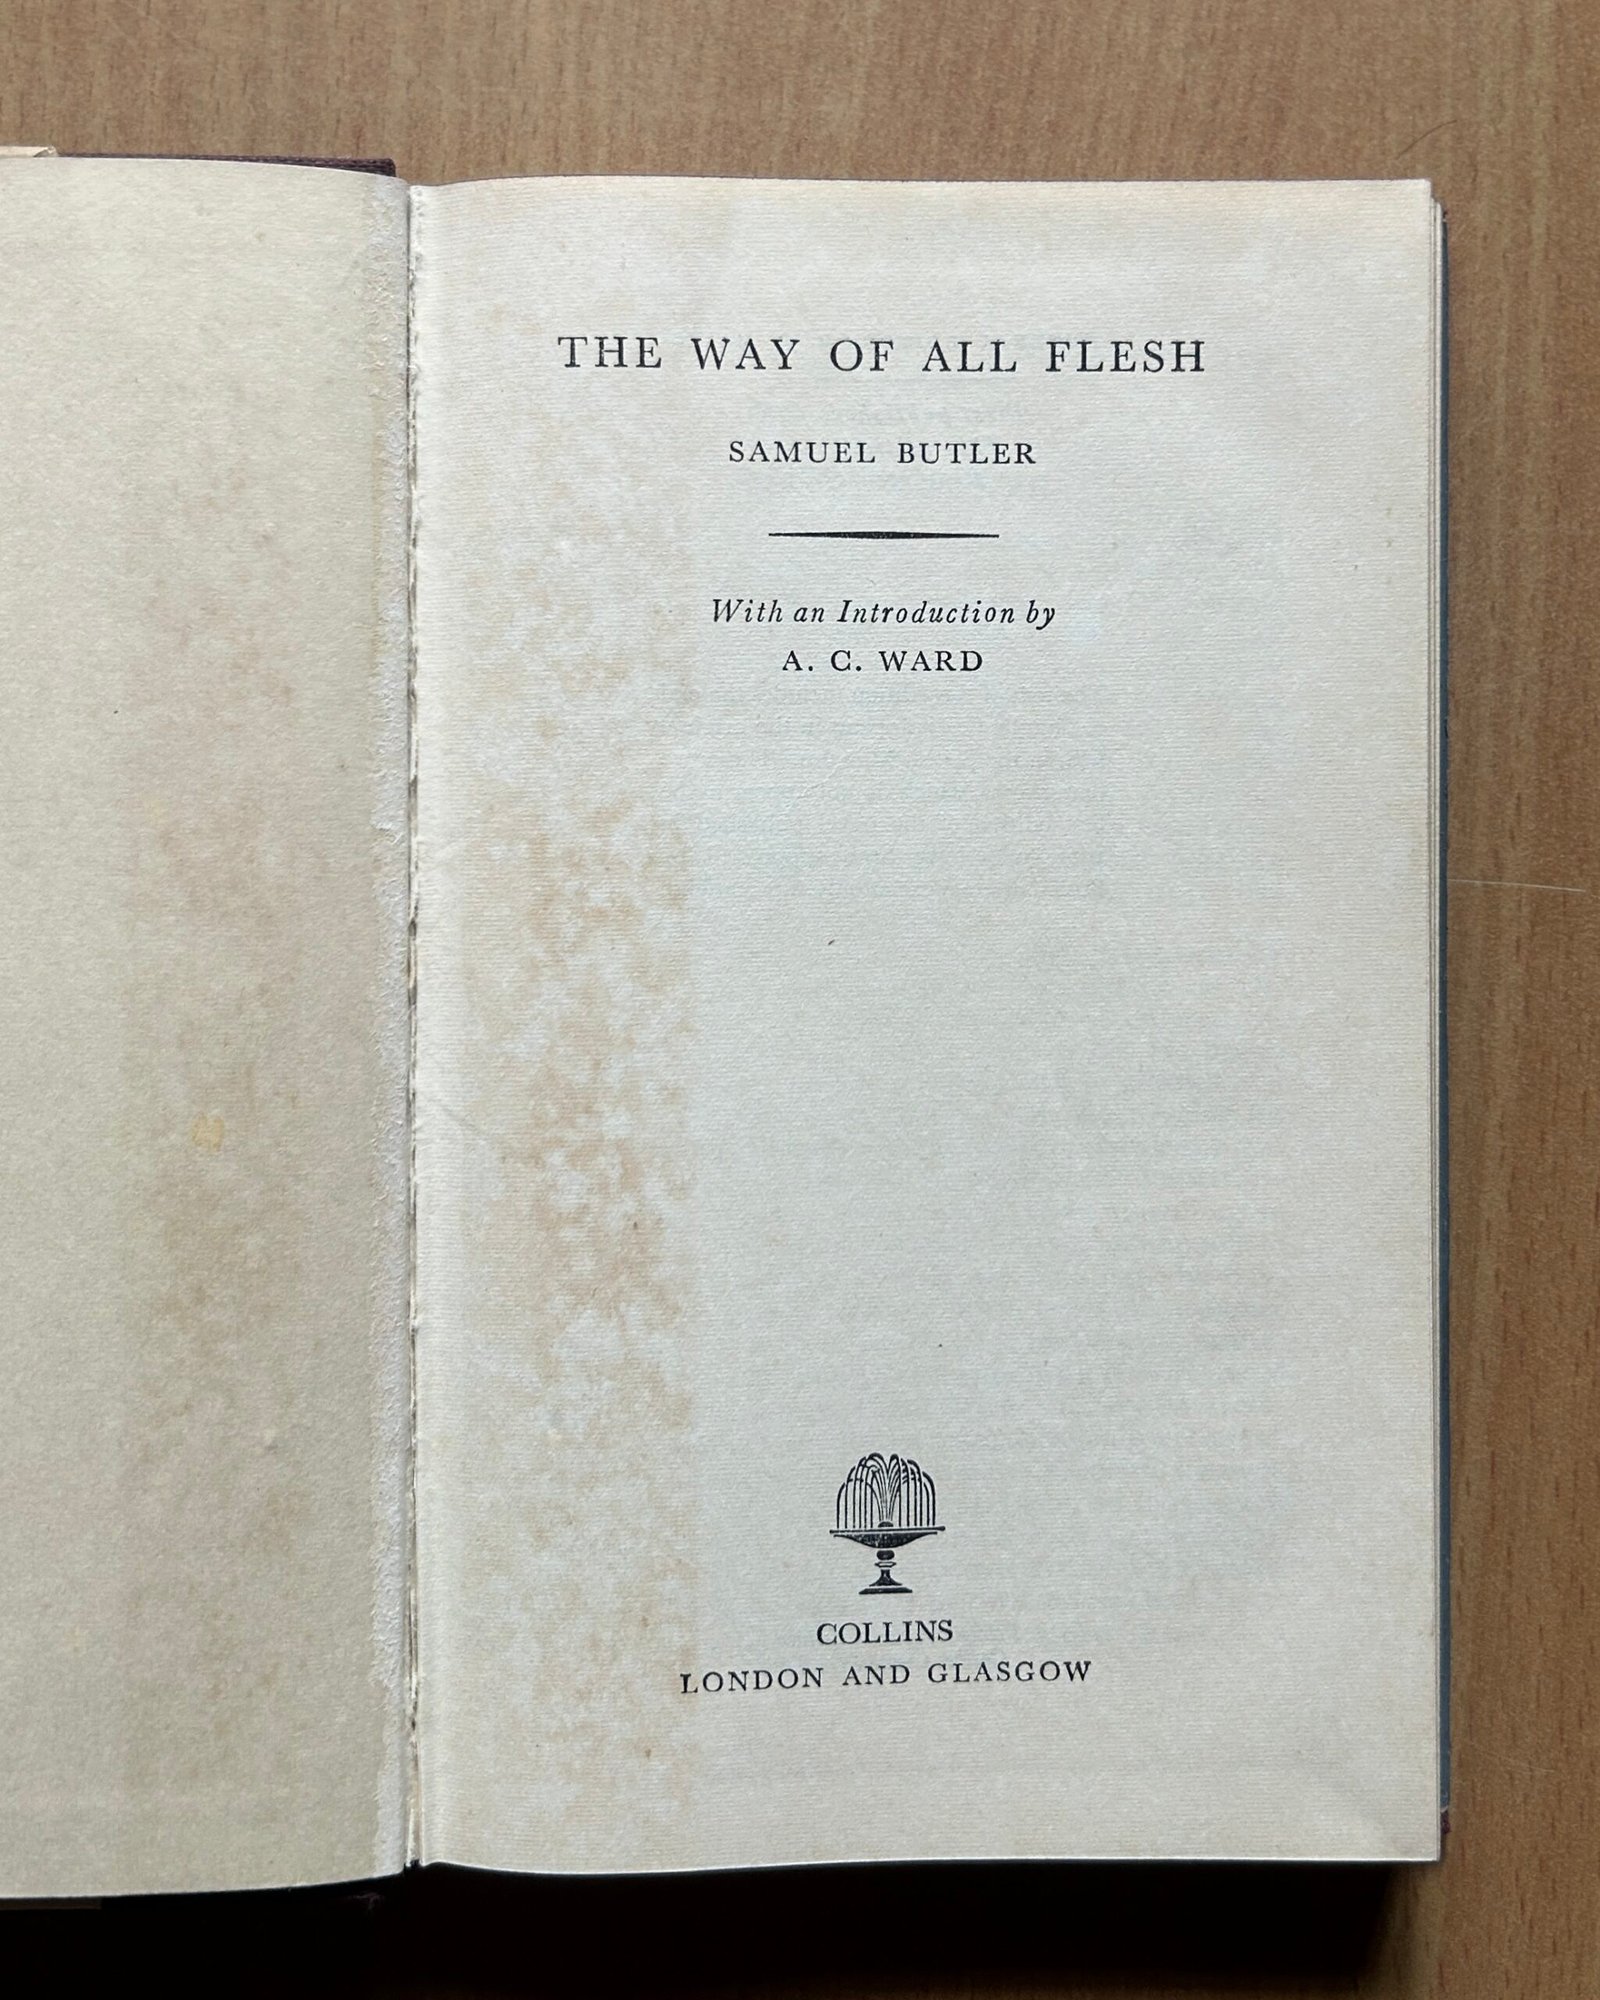 THE WAY OF ALL FLESH
SAMUEL BUTLER
With an Introduction by
A. C. WARD
COLLINS
LONDON AND GLASGOW